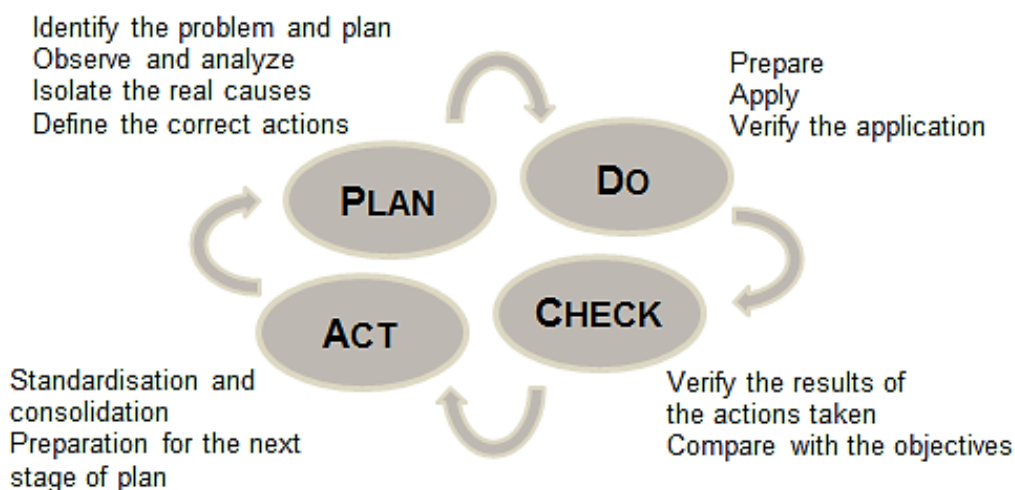 Identify the problem and plan
Observe and analyze
Isolate the real causes
Define the correct actions
Prepare
Apply
Verify the application
PLAN
DO
ACT
CHECK
Standardisation and
consolidation
Preparation for the next
stage of plan
Verify the results of
the actions taken
Compare with the objectives